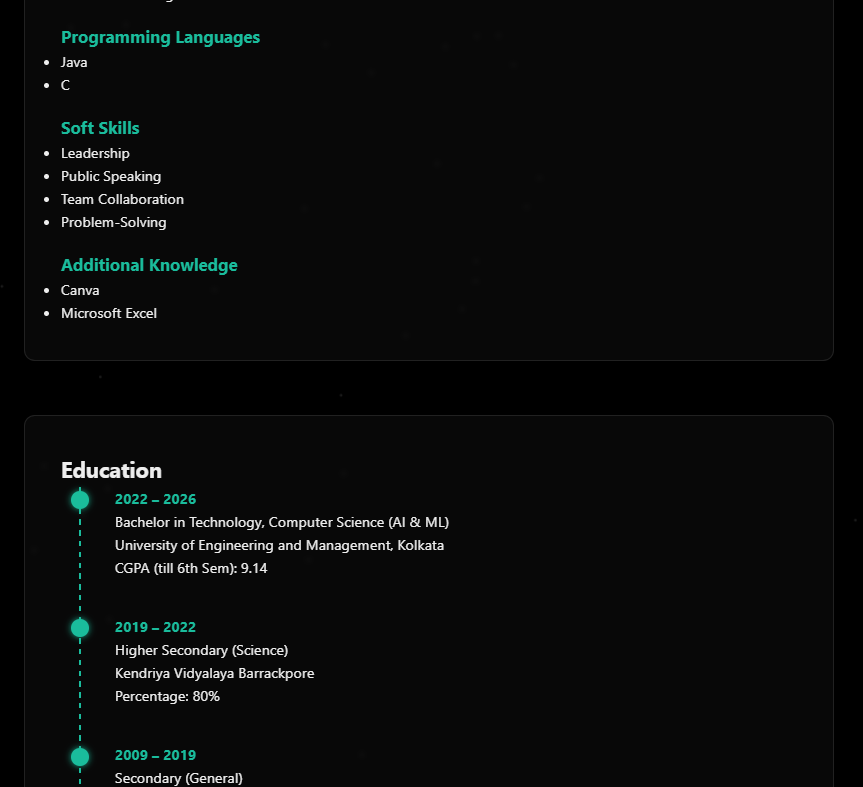 Programming Languages
Java
C
Soft Skills
Leadership
Public Speaking
Team Collaboration
Problem-Solving
Additional Knowledge
Canva
Microsoft Excel
Education
2022 – 2026
Bachelor in Technology, Computer Science (AI & ML)
University of Engineering and Management, Kolkata
CGPA (till 6th Sem): 9.14
2019 – 2022
Higher Secondary (Science)
Kendriya Vidyalaya Barrackpore
Percentage: 80%
2009 – 2019
Secondary (General)